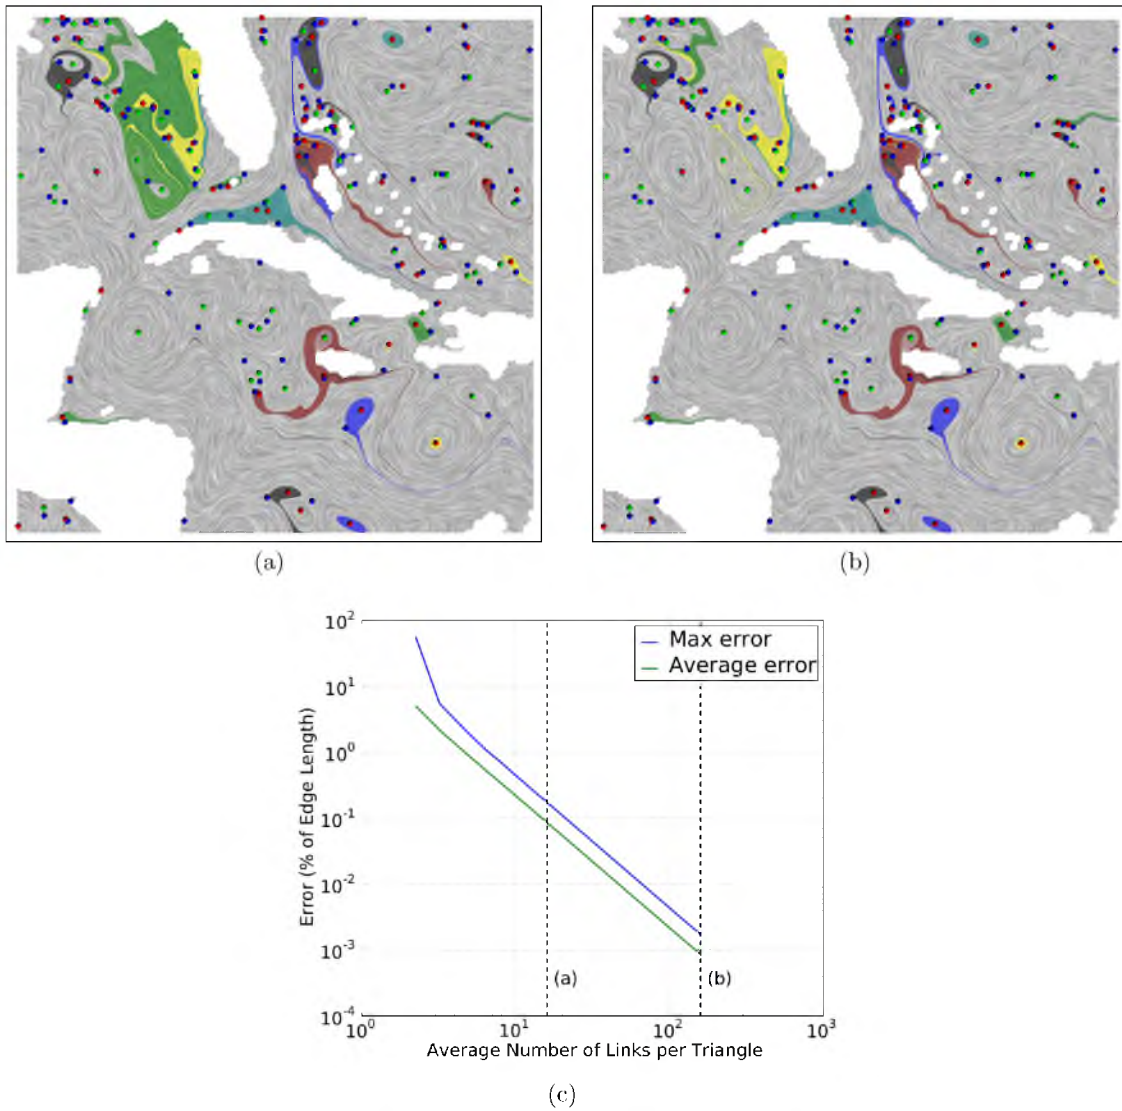 (a) (b)
10^2
Max error
Average error
10^1
10^0
10^-1
10^-2
10^-3
10^-4
Error (% of Edge Length)
(a) (b)
10^0 10^1 10^2 10^3
Average Number of Links per Triangle
(c)